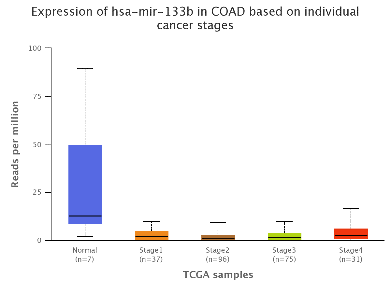 Expression of hsa-mir-133b in COAD based on individual
cancer stages
Reads per million
100
75
50
25
0
Normal Stage1 Stage2 Stage3 Stage4
(n=7) (n=37) (n=96) (n=75) (n=31)
TCGA samples